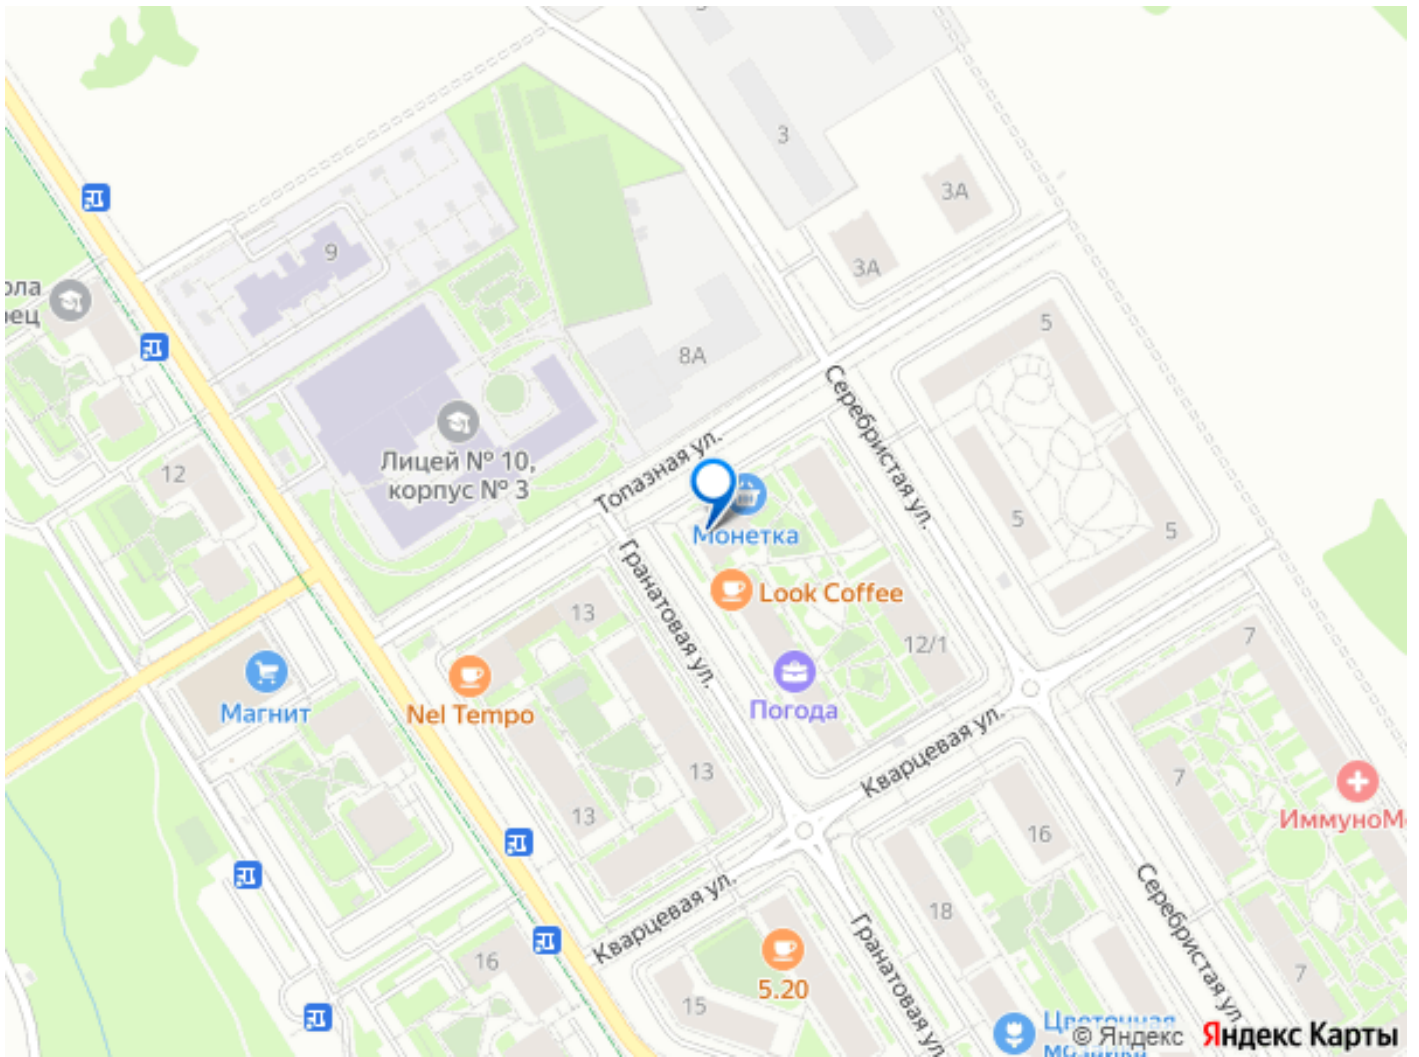 3
3А
3А
9
5
8А
Серебристая ул.
Лицей № 10,
корпус № 3
12
Топазная ул.
Монетка
5
5
Look Coffee
Гранатовая ул.
13
12/1
7
Магнит
Nel Tempo
Погода
Кварцевая ул.
13
7
13
16
Кварцевая ул.
18
Серебристая ул.
Гранатовая ул.
16
5.20
15
7
© Яндекс
Яндекс Карты